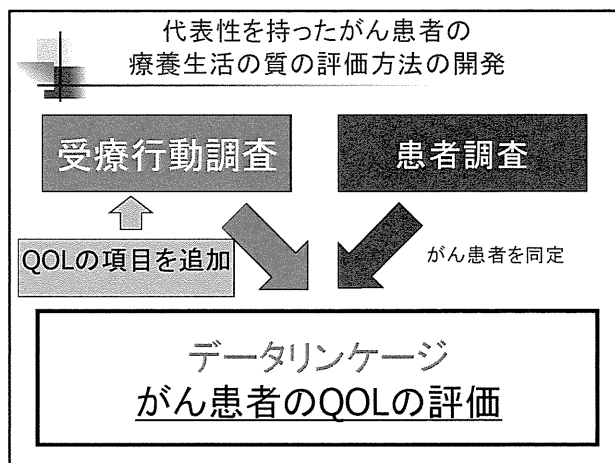 代表性を持ったがん患者の
療養生活の質の評価方法の開発
受療行動調査
患者調査
QOLの項目を追加
がん患者を同定
データリンケージ
がん患者のQOLの評価